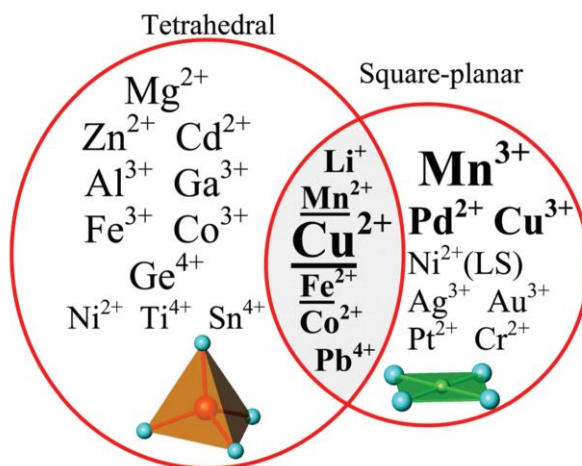 Tetrahedral
Square-planar
Mg²⁺
Zn²⁺ Cd²⁺
Al³⁺ Ga³⁺
Fe³⁺ Co³⁺
Ge⁴⁺
Ni²⁺ Ti⁴⁺ Sn⁴⁺
Li⁺
Mn²⁺
Cu²⁺
Fe²⁺
Co²⁺
Pb⁴⁺
Mn³⁺
Pd²⁺ Cu³⁺
Ni²⁺(LS)
Ag³⁺ Au³⁺
Pt²⁺ Cr²⁺